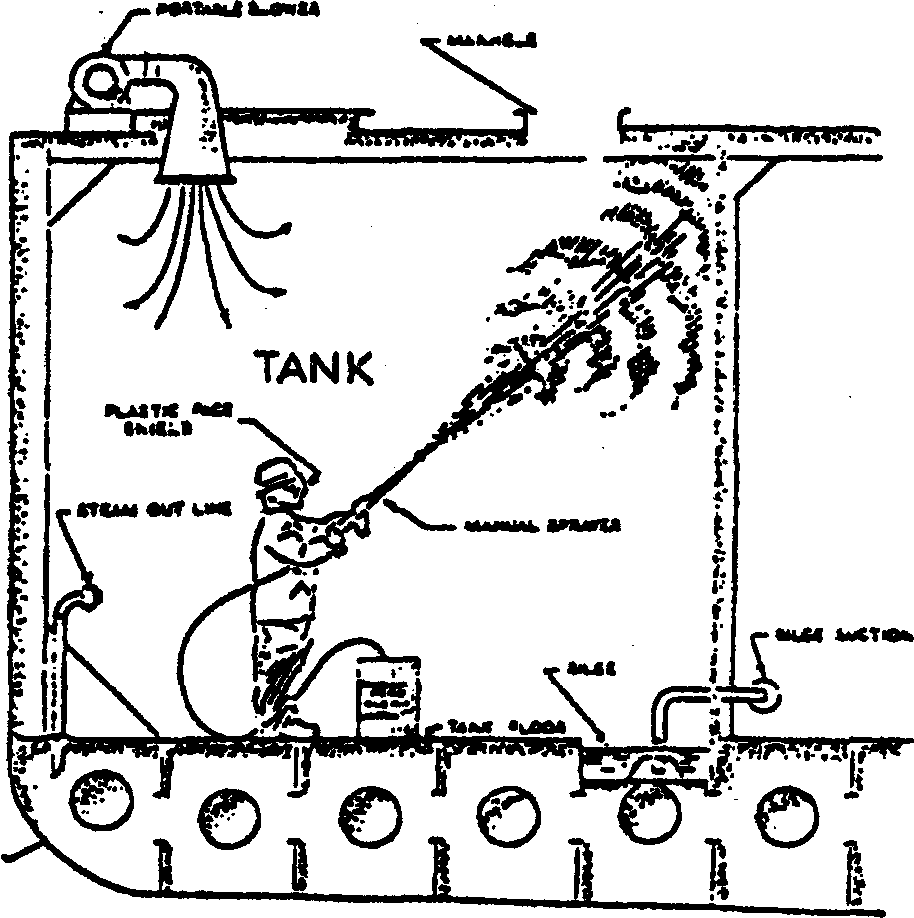 PORTABLE BLOWER
MANHOLE
TANK
PLASTIC FACE
SHIELD
STEAM OUT LINE
MANUAL SPRAYER
BILGE SUCTION
BILGE
TANK FLOOR